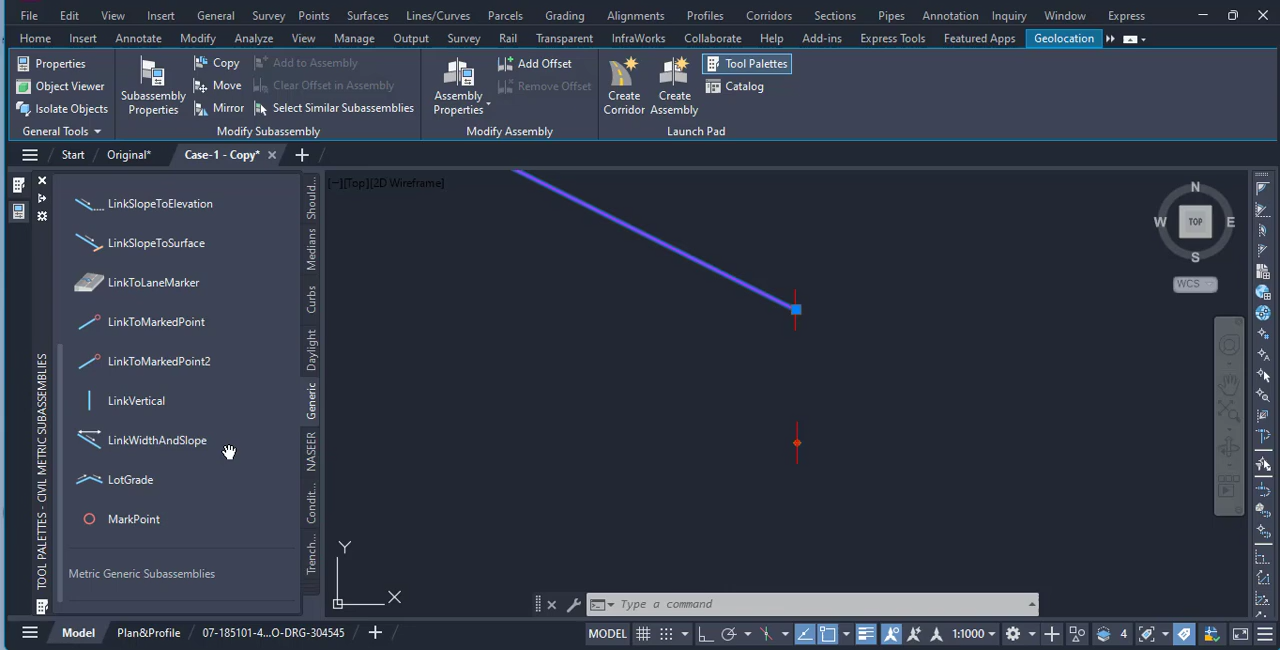 File Edit View Insert General Survey Points Surfaces Lines/Curves Parcels Grading Alignments Profiles Corridors Sections Pipes Annotation Inquiry Window Express
Home Insert Annotate Modify Analyze View Manage Output Survey Rail Transparent InfraWorks Collaborate Help Add-ins Express Tools Featured Apps Geolocation
Properties
Object Viewer
Isolate Objects
General Tools
Subassembly
Properties
Copy
Move
Mirror
Add to Assembly
Clear Offset in Assembly
Select Similar Subassemblies
Modify Subassembly
Assembly
Properties
Add Offset
Remove Offset
Modify Assembly
Create
Corridor
Create
Assembly
Tool Palettes
Catalog
Launch Pad
Start Original* Case-1 - Copy*
TOOL PALETTES - CIVIL METRIC SUBASSEMBLIES
LinkSlopeToElevation
LinkSlopeToSurface
LinkToLaneMarker
LinkToMarkedPoint
LinkToMarkedPoint2
LinkVertical
LinkWidthAndSlope
LotGrade
MarkPoint
Metric Generic Subassemblies
Should...
Medians
Curbs
Daylight
Generic
NASEER
Condit...
Trench...
[−][Top][2D Wireframe]
N
W TOP E
S
WCS
Y
X
Type a command
Model Plan&Profile 07-185101-4...O-DRG-304545
MODEL 1:1000 4